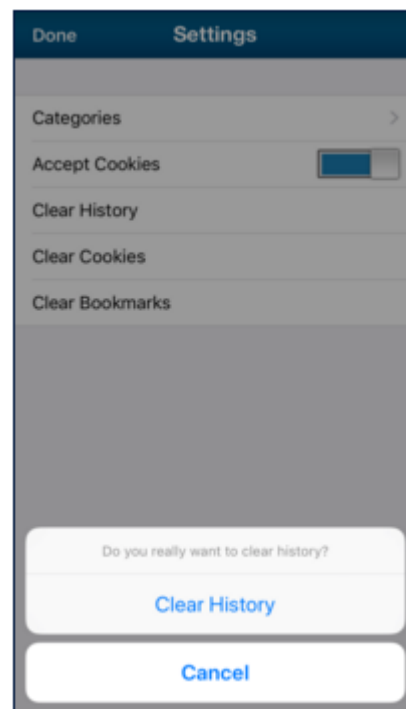 Done Settings
Categories
Accept Cookies
Clear History
Clear Cookies
Clear Bookmarks
Do you really want to clear history?
Clear History
Cancel